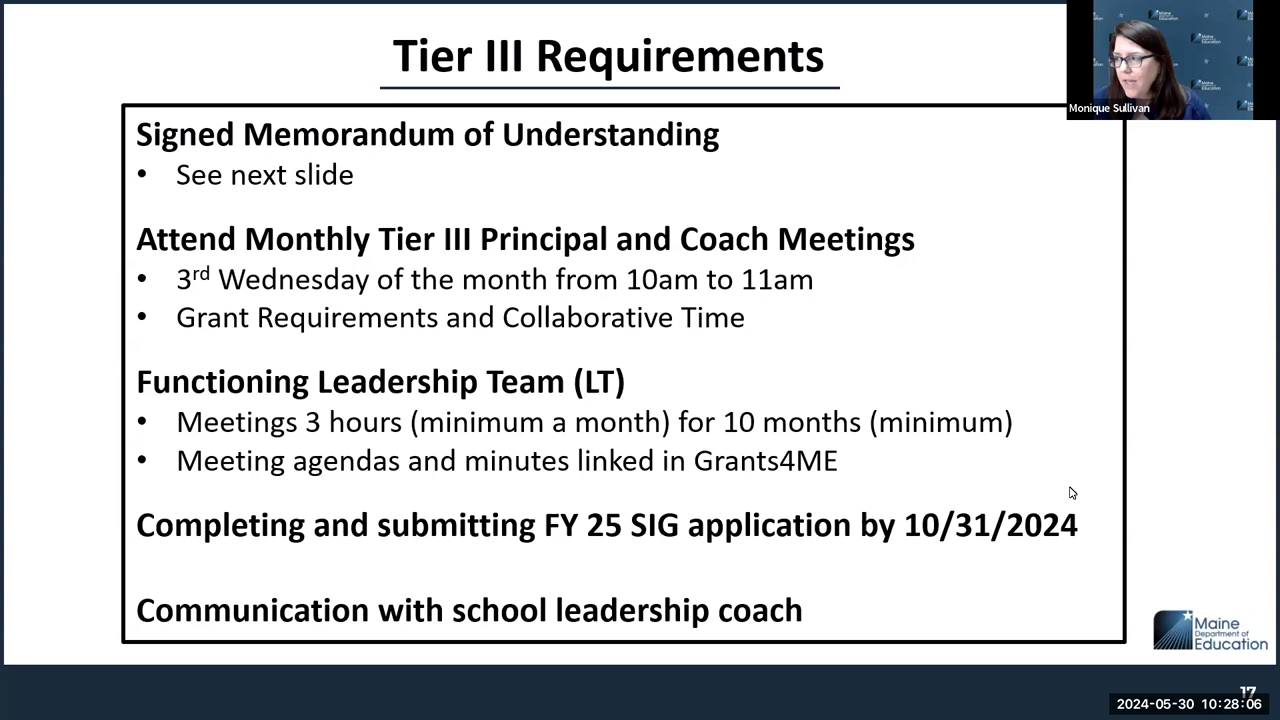 Tier III Requirements
Monique Sullivan
Signed Memorandum of Understanding
• See next slide
Attend Monthly Tier III Principal and Coach Meetings
• 3rd Wednesday of the month from 10am to 11am
• Grant Requirements and Collaborative Time
Functioning Leadership Team (LT)
• Meetings 3 hours (minimum a month) for 10 months (minimum)
• Meeting agendas and minutes linked in Grants4ME
Completing and submitting FY 25 SIG application by 10/31/2024
Communication with school leadership coach
Maine
Department of
Education
17
2024-05-30 10:28:06